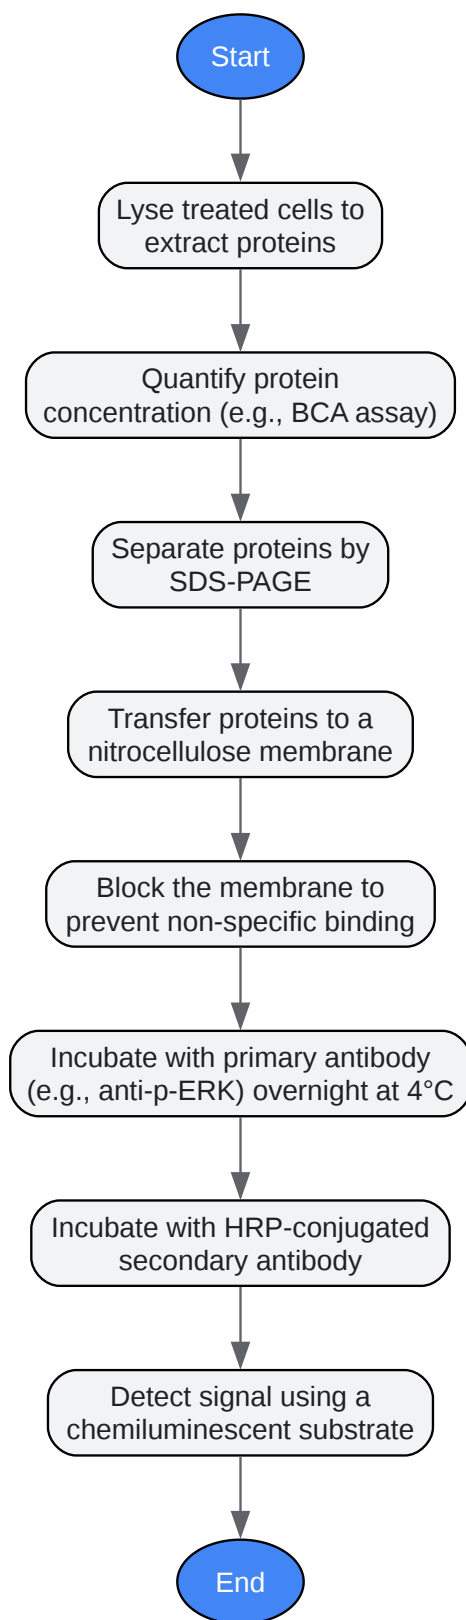 Start
Lyse treated cells to
extract proteins
Quantify protein
concentration (e.g., BCA assay)
Separate proteins by
SDS-PAGE
Transfer proteins to a
nitrocellulose membrane
Block the membrane to
prevent non-specific binding
Incubate with primary antibody
(e.g., anti-p-ERK) overnight at 4°C
Incubate with HRP-conjugated
secondary antibody
Detect signal using a
chemiluminescent substrate
End